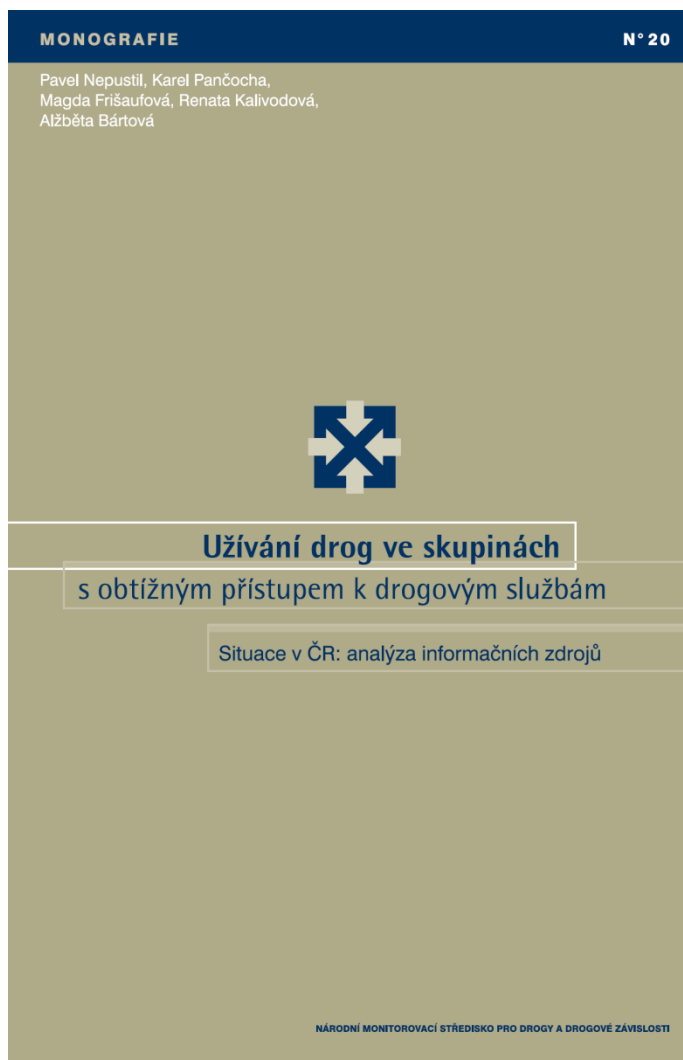 MONOGRAFIE N°20
Pavel Nepustil, Karel Pančocha,
Magda Frišaufová, Renata Kalivodová,
Alžběta Bártová
Užívání drog ve skupinách
s obtížným přístupem k drogovým službám
Situace v ČR: analýza informačních zdrojů
NÁRODNÍ MONITOROVACÍ STŘEDISKO PRO DROGY A DROGOVÉ ZÁVISLOSTI